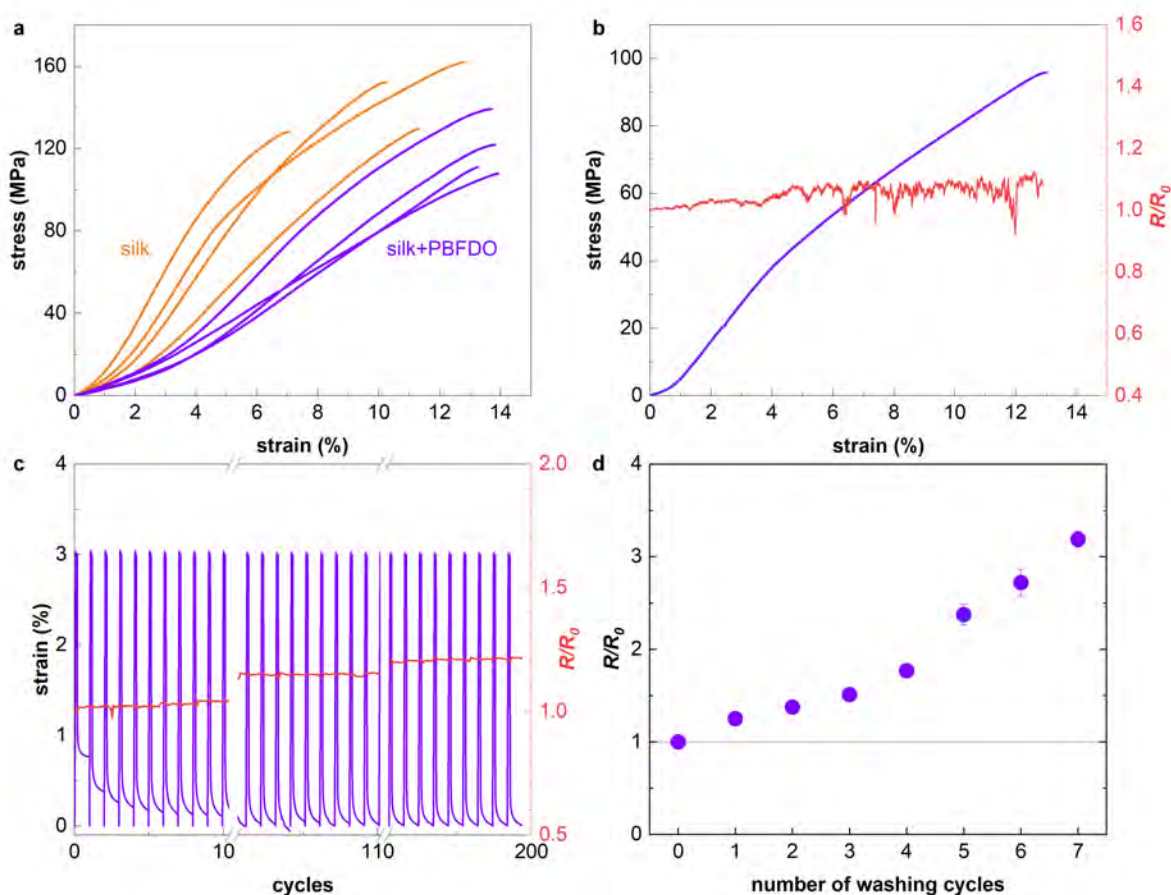 a
160
120
80
40
0
stress (MPa)
silk
silk+PBFDO
0 2 4 6 8 10 12 14
strain (%)
b
100
80
60
40
20
0
stress (MPa)
1.6
1.4
1.2
1.0
0.8
0.6
0.4
R/R0
0 2 4 6 8 10 12 14
strain (%)
c
4
3
2
1
0
strain (%)
2.0
1.5
1.0
0.5
R/R0
0 10 110 200
cycles
d
4
3
2
1
0
R/R0
0 1 2 3 4 5 6 7
number of washing cycles